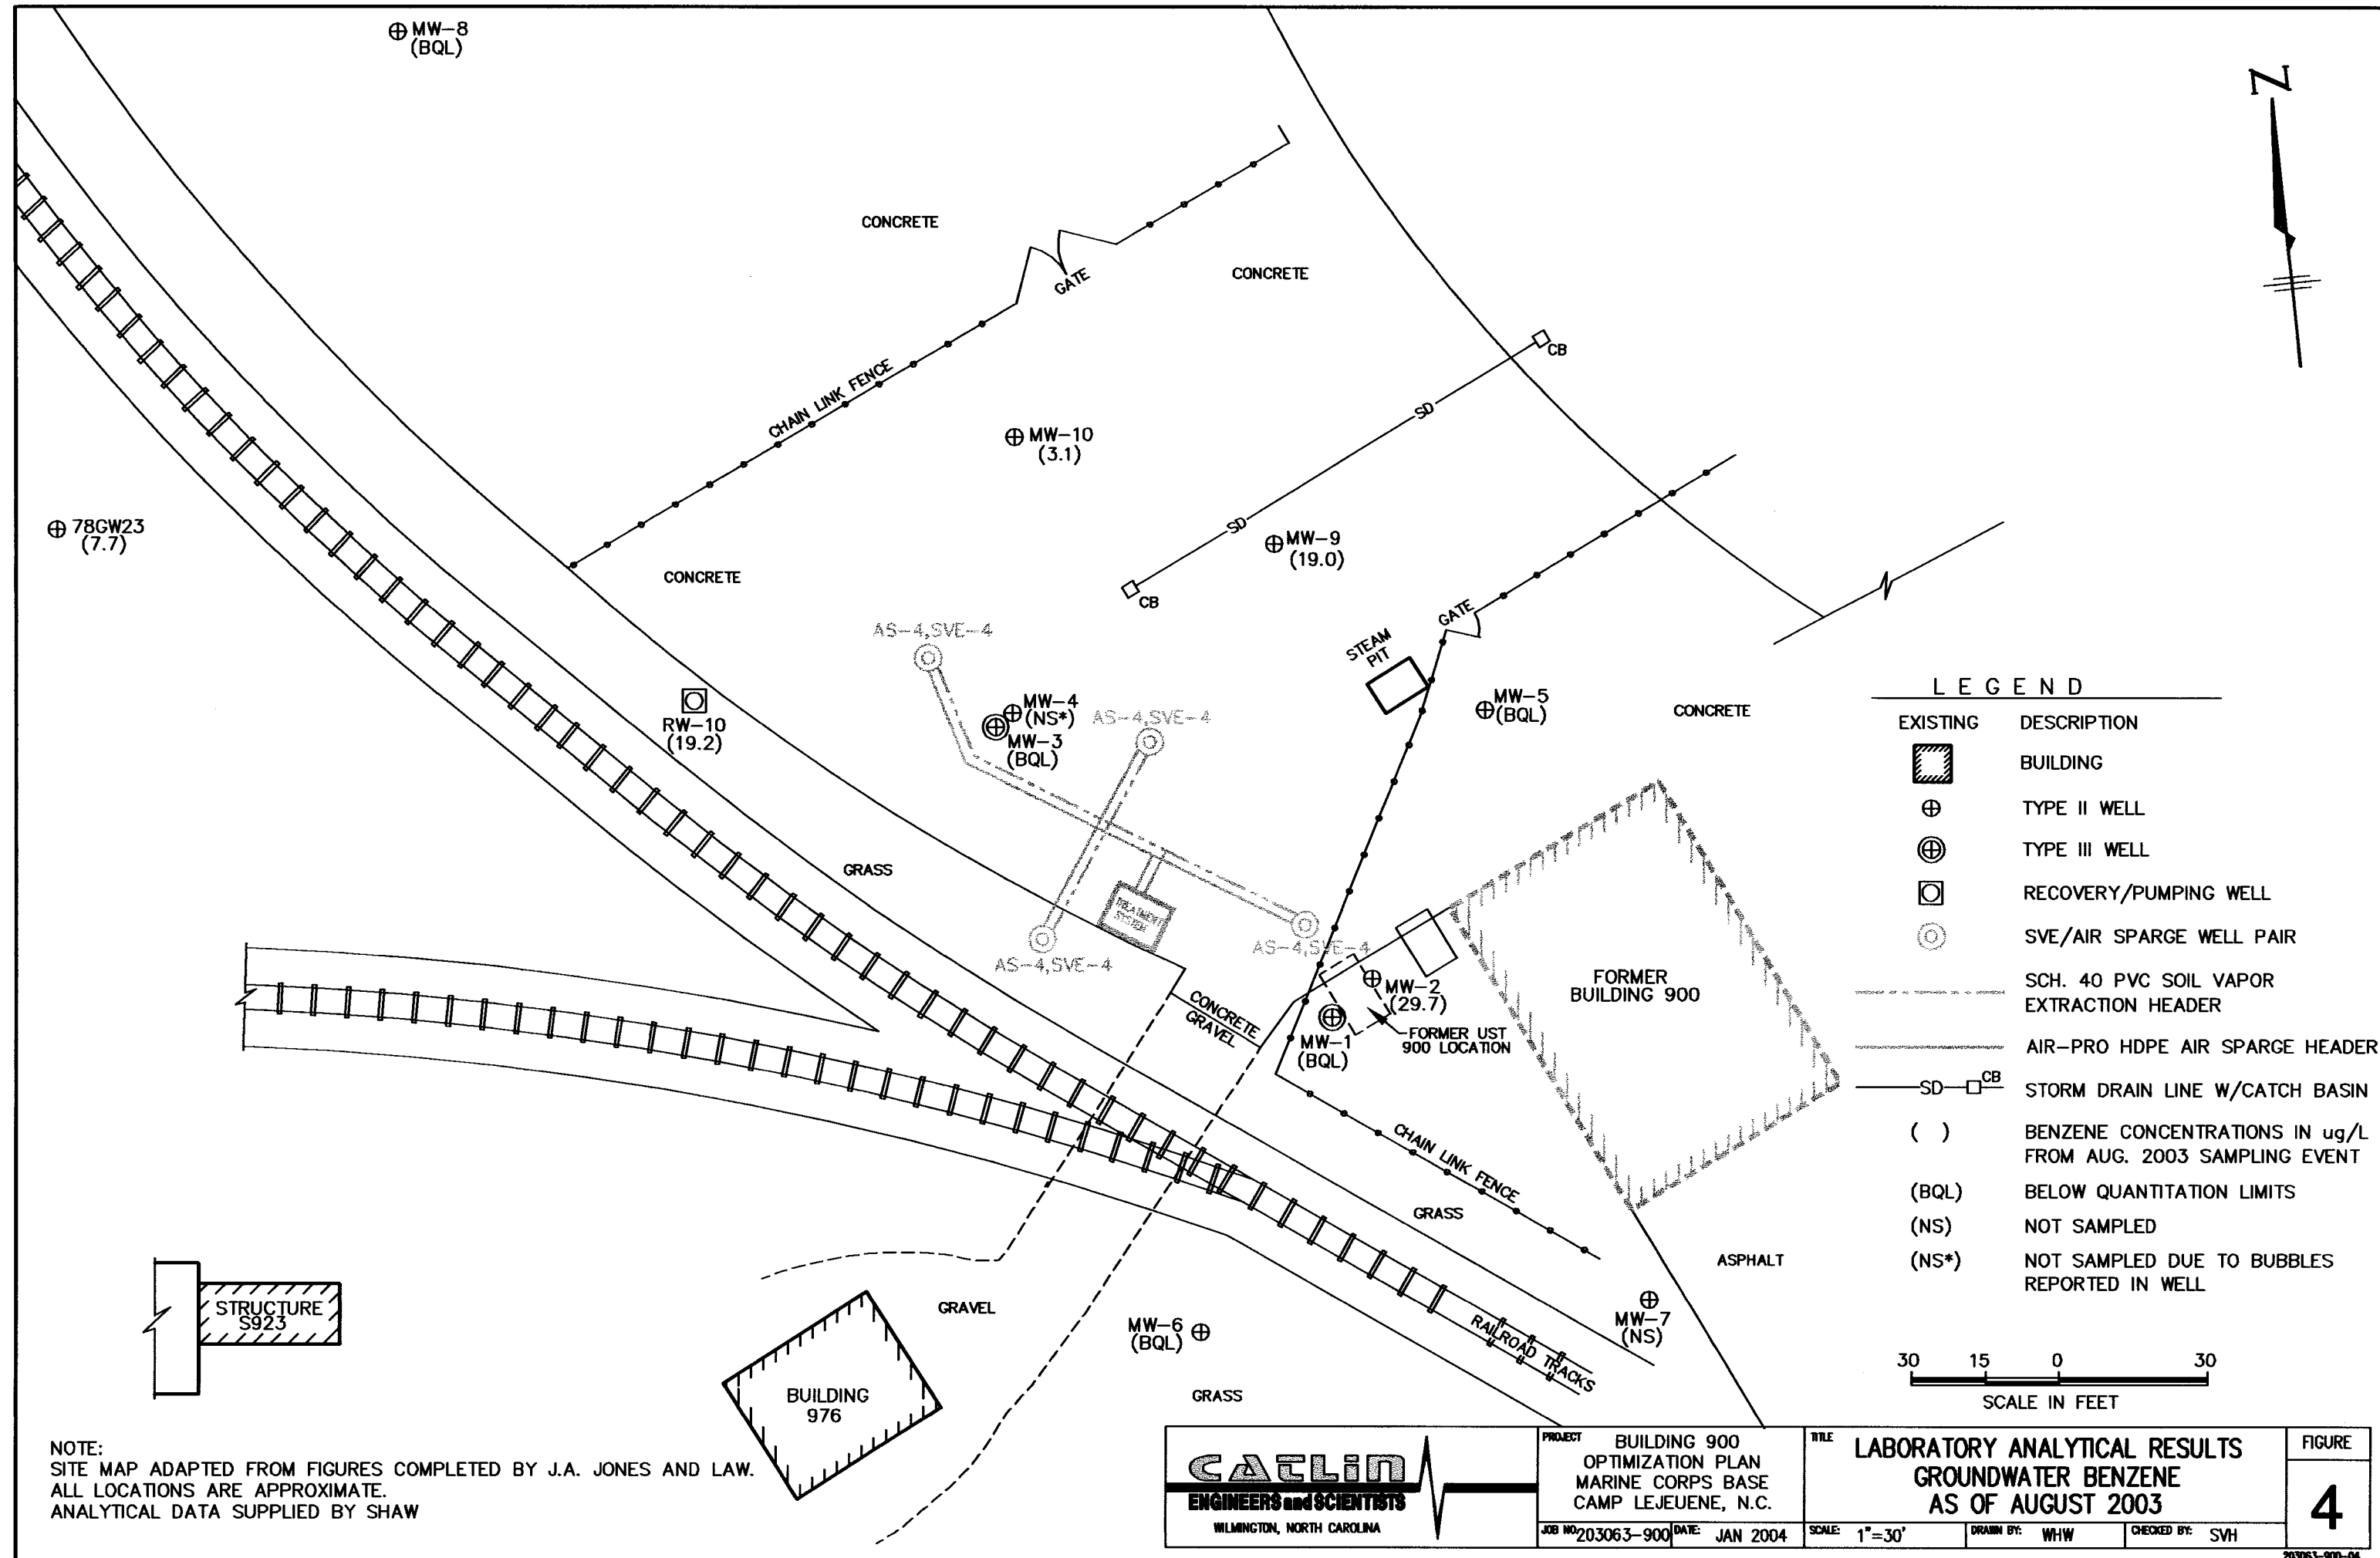 MW-8
(BQL)
N
CONCRETE
GATE
CONCRETE
CB
CHAIN LINK FENCE
SD
MW-10
(3.1)
78GW23
(7.7)
SD
MW-9
(19.0)
CONCRETE
CB
GATE
AS-4,SVE-4
STEAM
PIT
MW-4
(NS*)
AS-4,SVE-4
MW-5
(BQL)
CONCRETE
RW-10
(19.2)
MW-3
(BQL)
GRASS
TREATMENT
SYSTEM
AS-4,SVE-4
AS-4,SVE-4
MW-2
(29.7)
FORMER
BUILDING 900
CONCRETE
GRAVEL
MW-1
(BQL)
FORMER UST
900 LOCATION
CHAIN LINK FENCE
GRASS
ASPHALT
STRUCTURE
S923
GRAVEL
MW-6
(BQL)
MW-7
(NS)
RAILROAD TRACKS
BUILDING
976
GRASS
LEGEND
EXISTING DESCRIPTION
BUILDING
TYPE II WELL
TYPE III WELL
RECOVERY/PUMPING WELL
SVE/AIR SPARGE WELL PAIR
SCH. 40 PVC SOIL VAPOR
EXTRACTION HEADER
AIR-PRO HDPE AIR SPARGE HEADER
SD CB STORM DRAIN LINE W/CATCH BASIN
( ) BENZENE CONCENTRATIONS IN ug/L
FROM AUG. 2003 SAMPLING EVENT
(BQL) BELOW QUANTITATION LIMITS
(NS) NOT SAMPLED
(NS*) NOT SAMPLED DUE TO BUBBLES
REPORTED IN WELL
30 15 0 30
SCALE IN FEET
NOTE:
SITE MAP ADAPTED FROM FIGURES COMPLETED BY J.A. JONES AND LAW.
ALL LOCATIONS ARE APPROXIMATE.
ANALYTICAL DATA SUPPLIED BY SHAW
CATLIN
ENGINEERS and SCIENTISTS
WILMINGTON, NORTH CAROLINA
PROJECT
BUILDING 900
OPTIMIZATION PLAN
MARINE CORPS BASE
CAMP LEJEUENE, N.C.
JOB NO. 203063-900 DATE: JAN 2004
TITLE
LABORATORY ANALYTICAL RESULTS
GROUNDWATER BENZENE
AS OF AUGUST 2003
SCALE: 1"=30' DRAWN BY: WHW CHECKED BY: SVH
FIGURE
4
203063-900-04